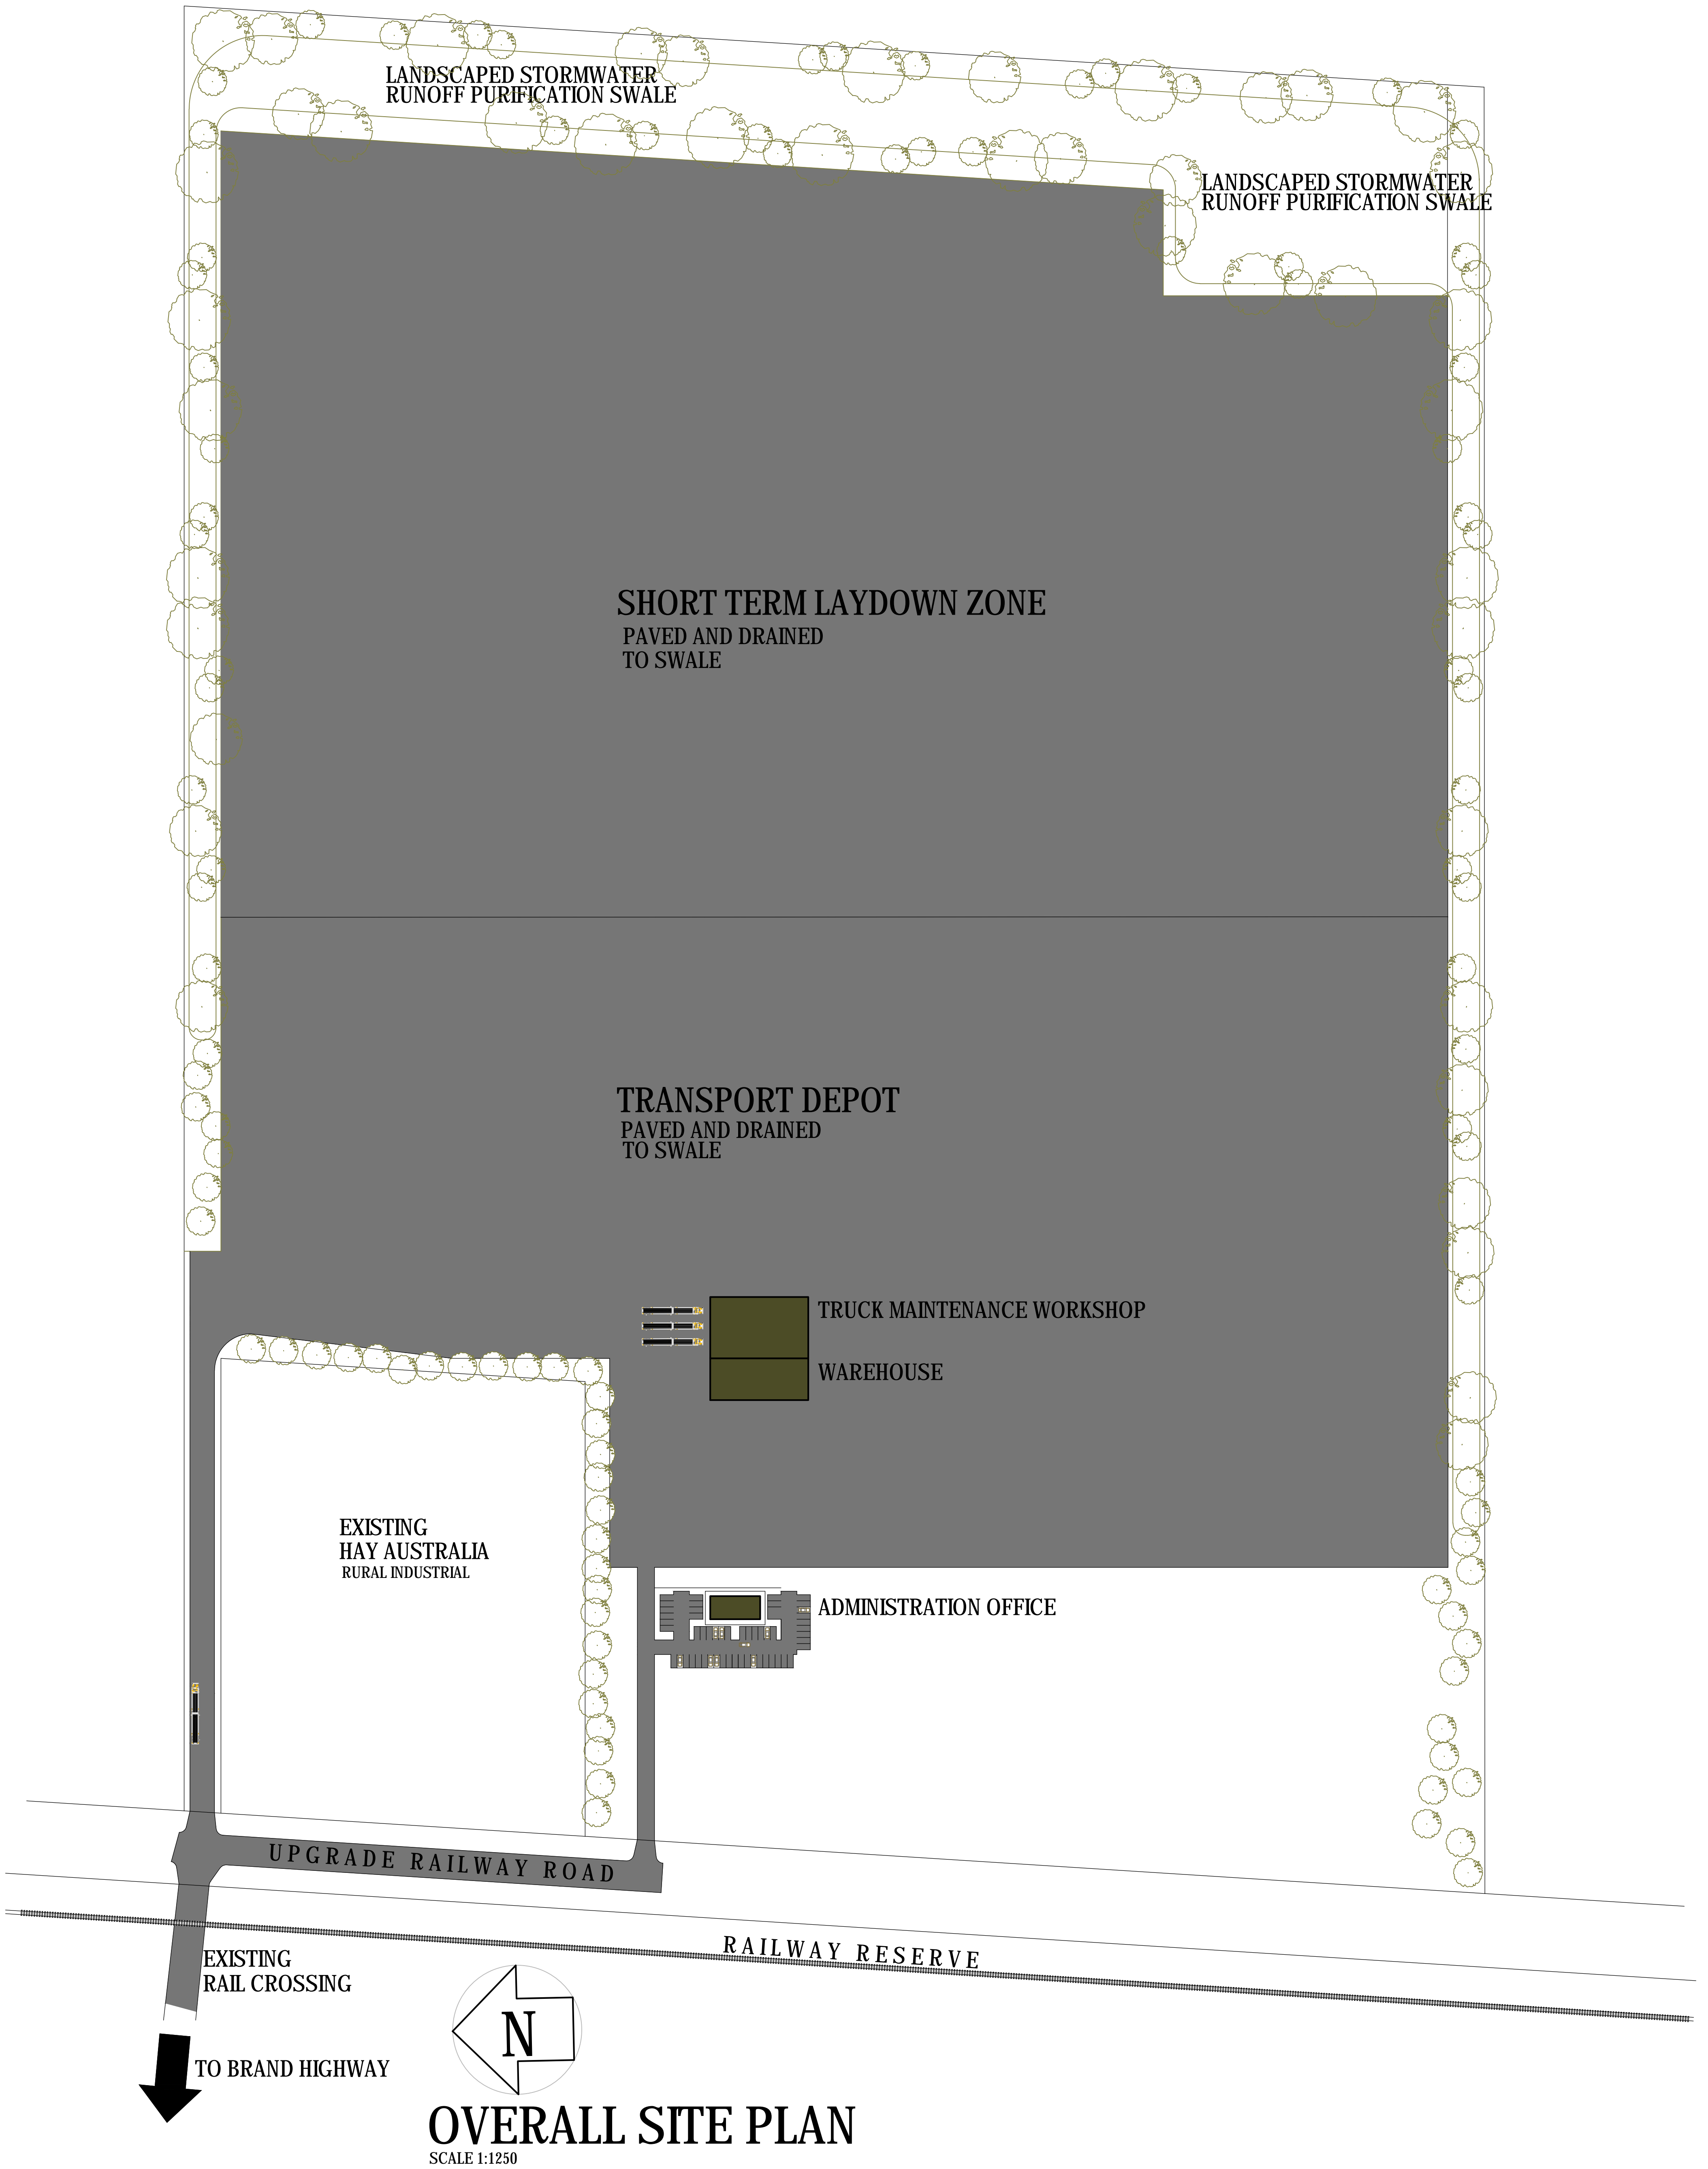 LANDSCAPED STORMWATER
RUNOFF PURIFICATION SWALE
LANDSCAPED STORMWATER
RUNOFF PURIFICATION SWALE
SHORT TERM LAYDOWN ZONE
PAVED AND DRAINED
TO SWALE
TRANSPORT DEPOT
PAVED AND DRAINED
TO SWALE
TRUCK MAINTENANCE WORKSHOP
WAREHOUSE
EXISTING
HAY AUSTRALIA
RURAL INDUSTRIAL
ADMINISTRATION OFFICE
UPGRADE RAILWAY ROAD
RAILWAY RESERVE
EXISTING
RAIL CROSSING
N
TO BRAND HIGHWAY
OVERALL SITE PLAN
SCALE 1:1250